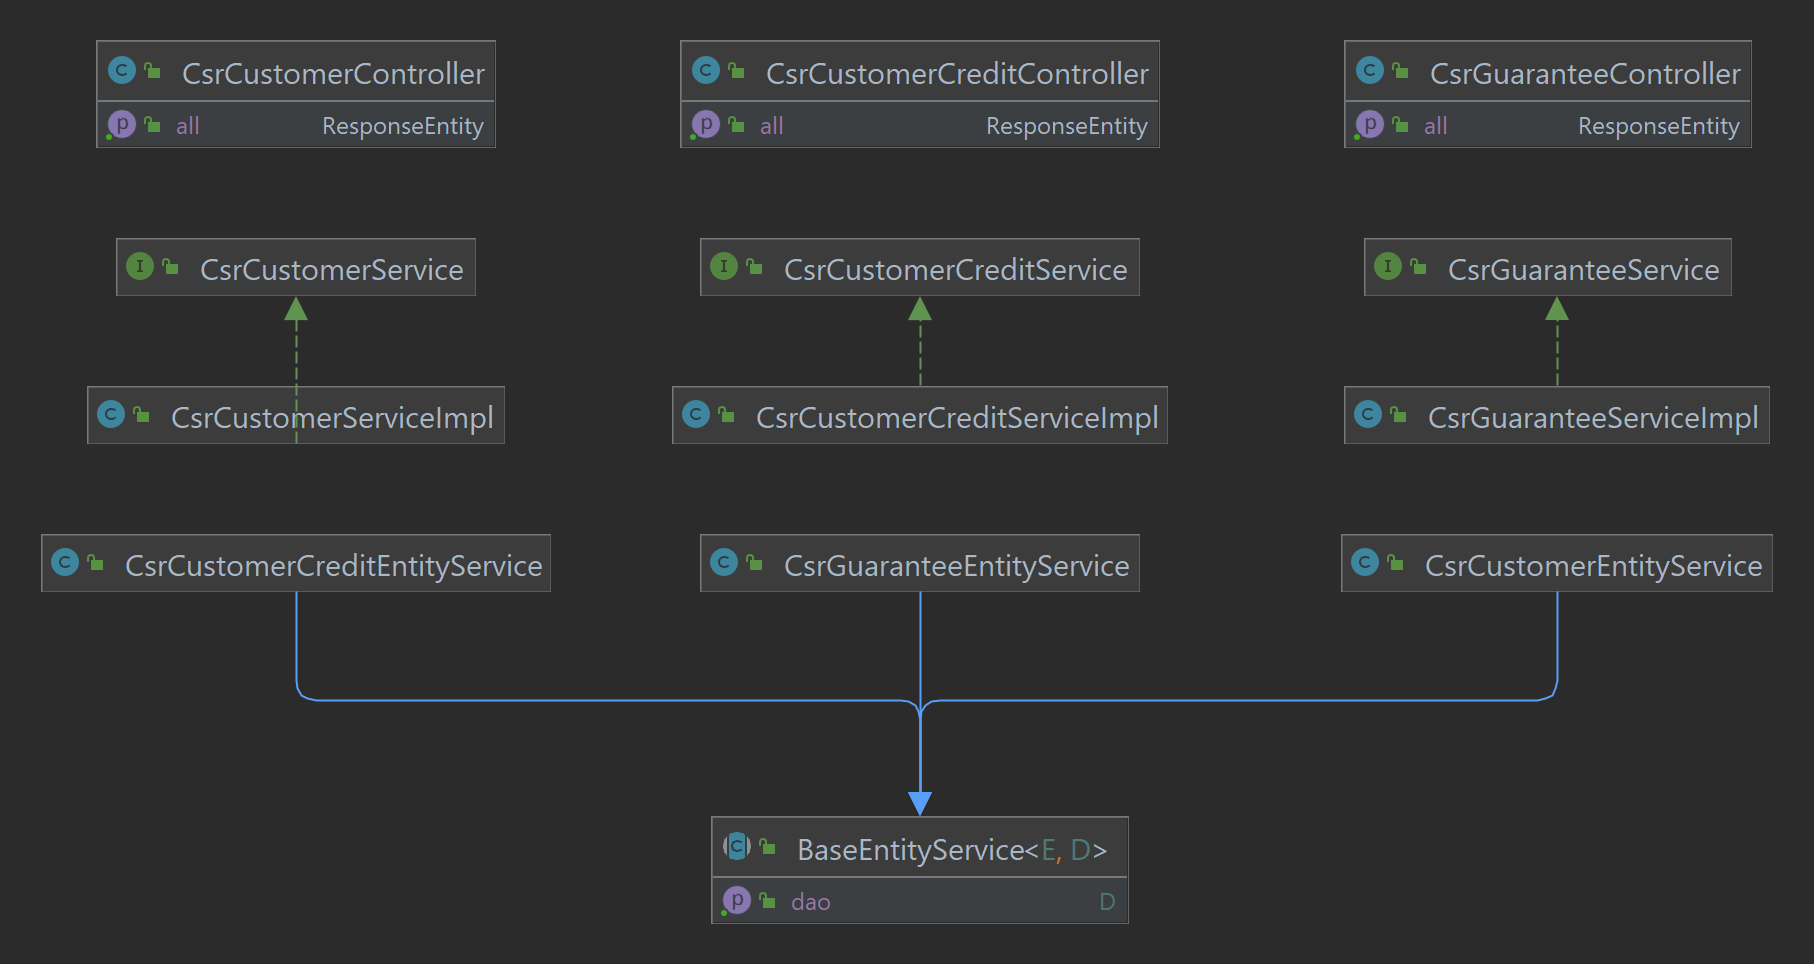 C CsrCustomerController
p all ResponseEntity
C CsrCustomerCreditController
p all ResponseEntity
C CsrGuaranteeController
p all ResponseEntity
I CsrCustomerService
I CsrCustomerCreditService
I CsrGuaranteeService
C CsrCustomerServiceImpl
C CsrCustomerCreditServiceImpl
C CsrGuaranteeServiceImpl
C CsrCustomerCreditEntityService
C CsrGuaranteeEntityService
C CsrCustomerEntityService
C BaseEntityService<E, D>
p dao D